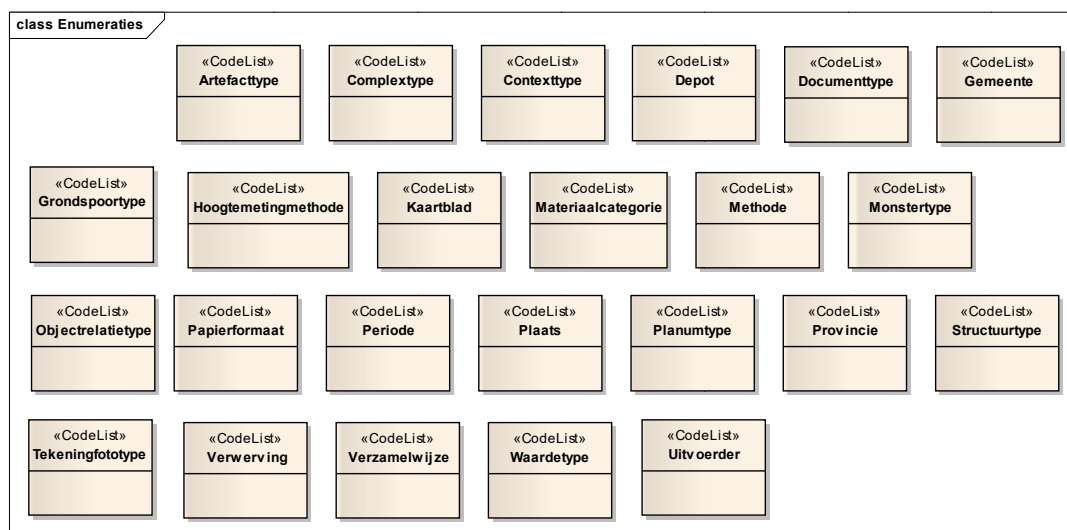 class Enumeraties
«CodeList»
Artefacttype
«CodeList»
Complextype
«CodeList»
Contexttype
«CodeList»
Depot
«CodeList»
Documenttype
«CodeList»
Gemeente
«CodeList»
Grondspoortype
«CodeList»
Hoogtemetingmethode
«CodeList»
Kaartblad
«CodeList»
Materiaalcategorie
«CodeList»
Methode
«CodeList»
Monstertype
«CodeList»
Objectrelatietype
«CodeList»
Papierformaat
«CodeList»
Periode
«CodeList»
Plaats
«CodeList»
Planumtype
«CodeList»
Provincie
«CodeList»
Structuurtype
«CodeList»
Tekeningfototype
«CodeList»
Verwerving
«CodeList»
Verzamelwijze
«CodeList»
Waardetype
«CodeList»
Uitvoerder